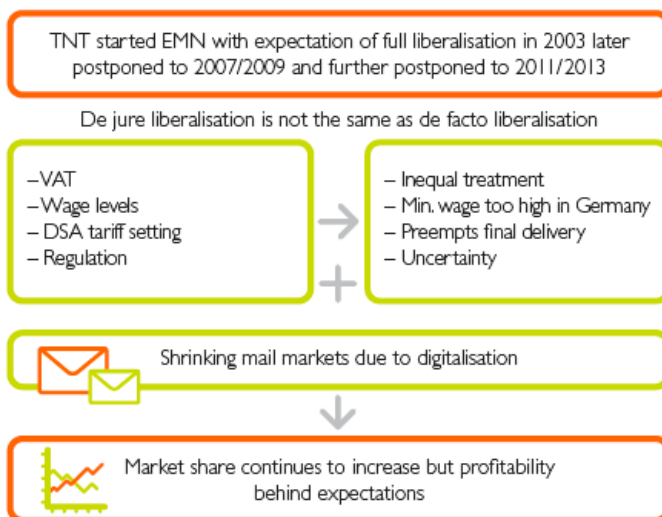 TNT started EMN with expectation of full liberalisation in 2003 later
postponed to 2007/2009 and further postponed to 2011/2013
De jure liberalisation is not the same as de facto liberalisation
– VAT
– Wage levels
– DSA tariff setting
– Regulation
– Inequal treatment
– Min. wage too high in Germany
– Preempts final delivery
– Uncertainty
Shrinking mail markets due to digitalisation
Market share continues to increase but profitability
behind expectations